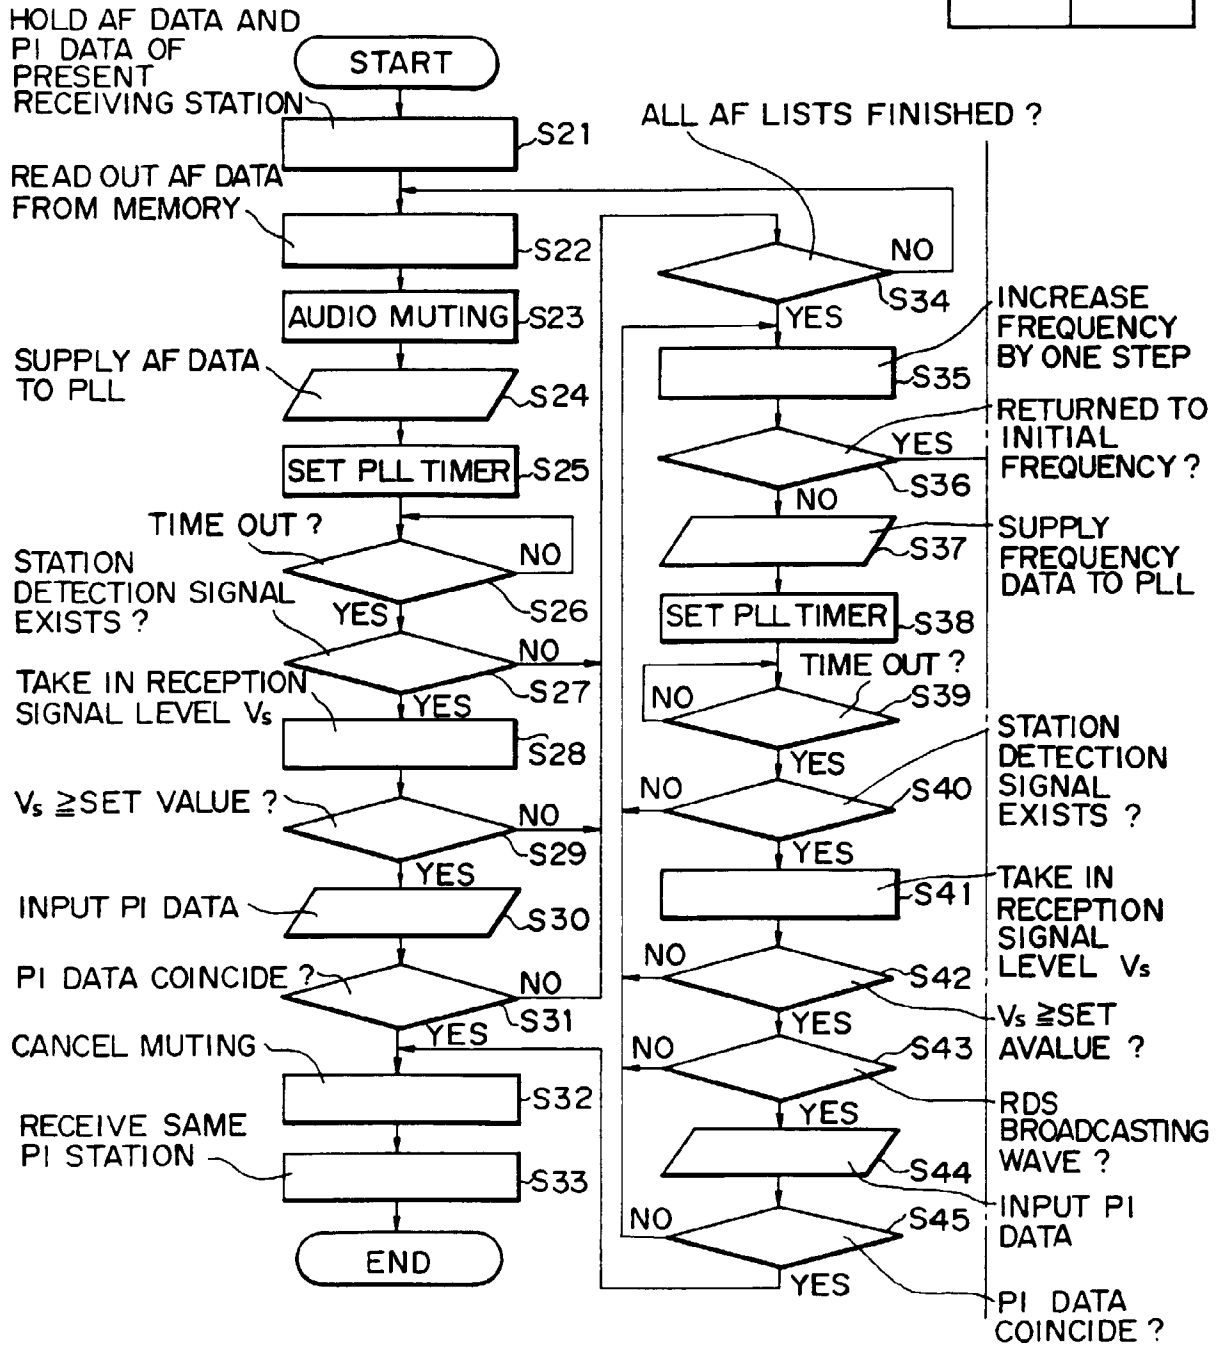 HOLD AF DATA AND
PI DATA OF
PRESENT
RECEIVING STATION
START
S21
READ OUT AF DATA
FROM MEMORY
S22
AUDIO MUTING
S23
SUPPLY AF DATA
TO PLL
S24
SET PLL TIMER
S25
TIME OUT ?
NO
S26
YES
STATION
DETECTION SIGNAL
EXISTS ?
NO
S27
YES
TAKE IN RECEPTION
SIGNAL LEVEL Vs
S28
Vs ≧SET VALUE ?
NO
S29
YES
INPUT PI DATA
S30
PI DATA COINCIDE ?
NO
S31
YES
CANCEL MUTING
S32
RECEIVE SAME
PI STATION
S33
END
ALL AF LISTS FINISHED ?
NO
S34
YES
INCREASE
FREQUENCY
BY ONE STEP
S35
RETURNED TO
INITIAL
FREQUENCY ?
YES
S36
NO
SUPPLY
FREQUENCY
DATA TO PLL
S37
SET PLL TIMER
S38
TIME OUT ?
NO
S39
YES
STATION
DETECTION
SIGNAL
EXISTS ?
NO
S40
YES
TAKE IN
RECEPTION
SIGNAL
LEVEL Vs
S41
NO
S42
YES
Vs ≧SET
AVALUE ?
NO
S43
YES
RDS
BROADCASTING
WAVE ?
S44
INPUT PI
DATA
NO
S45
YES
PI DATA
COINCIDE ?